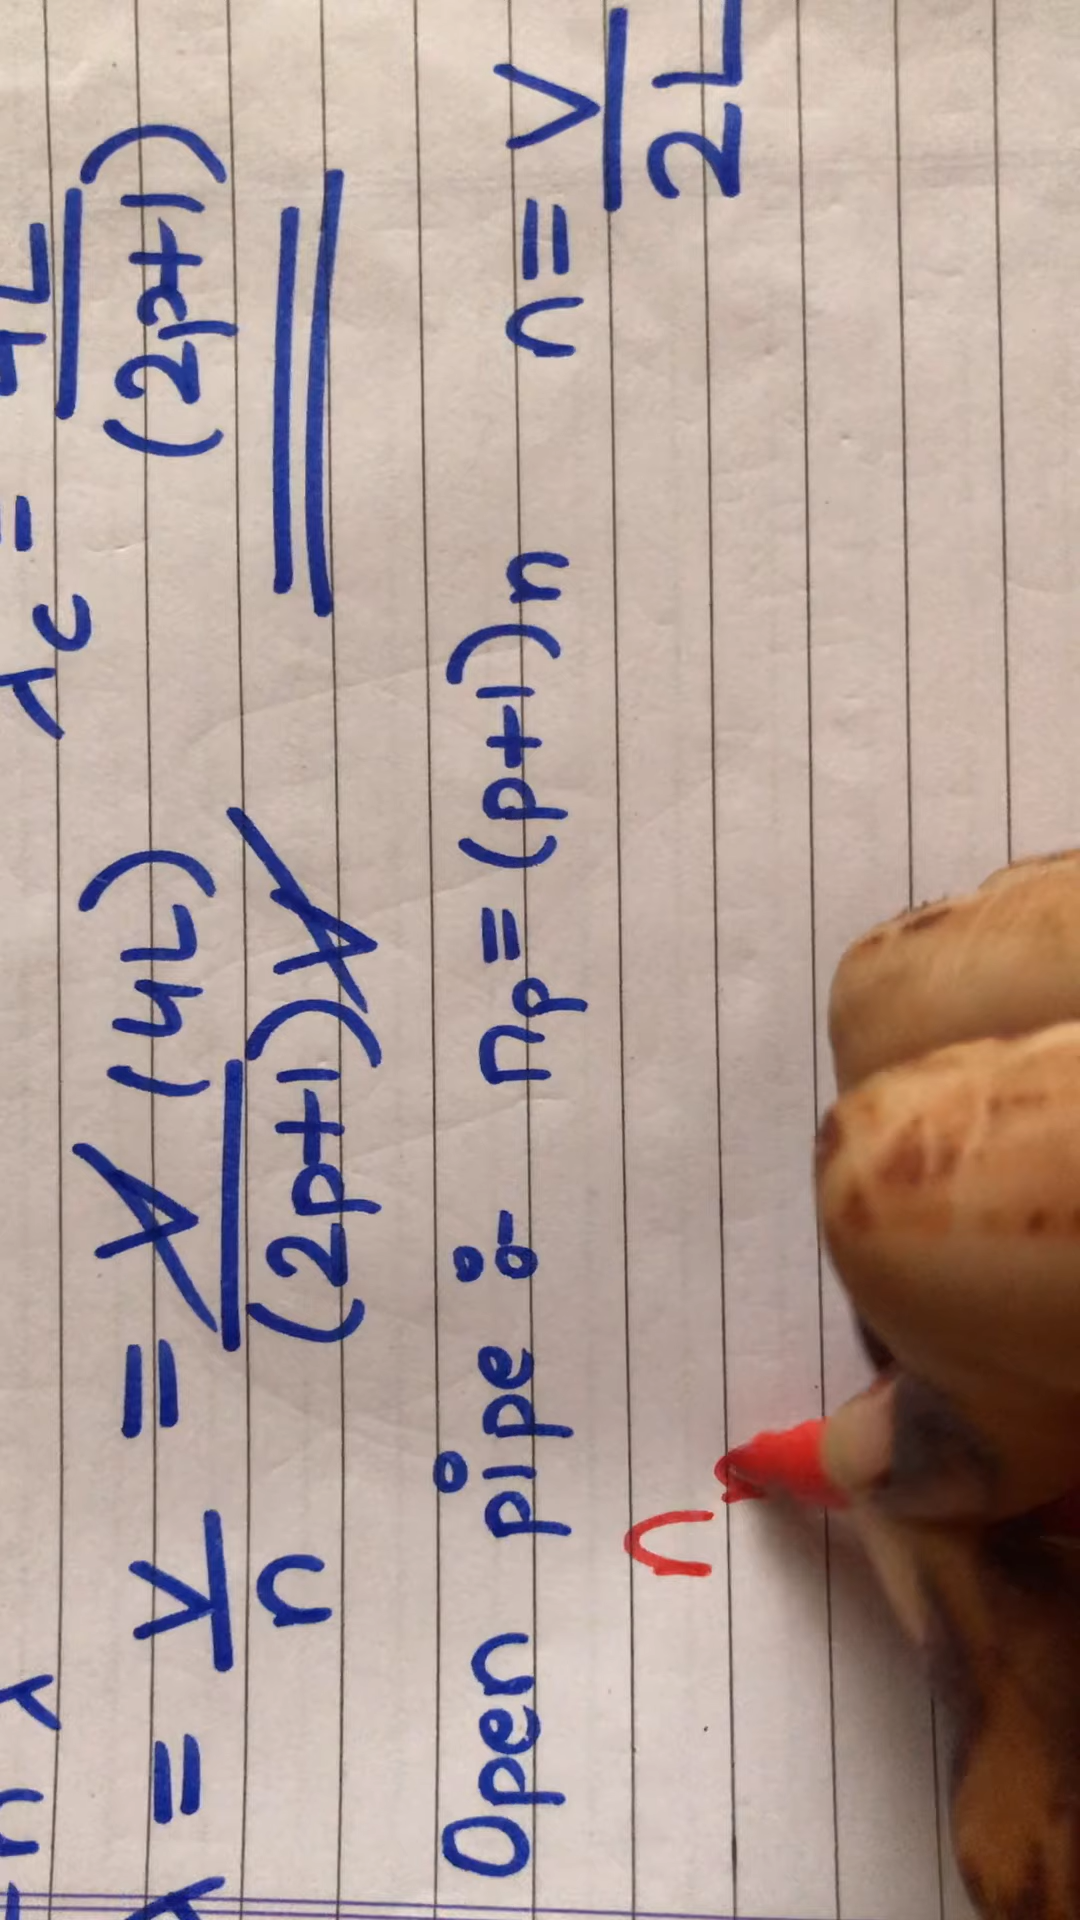 λc = 4L
(2p+1)
λ = V = V (4L)
n (2p+1) V
Open pipe : np = (p+1)n n = V
2L
n